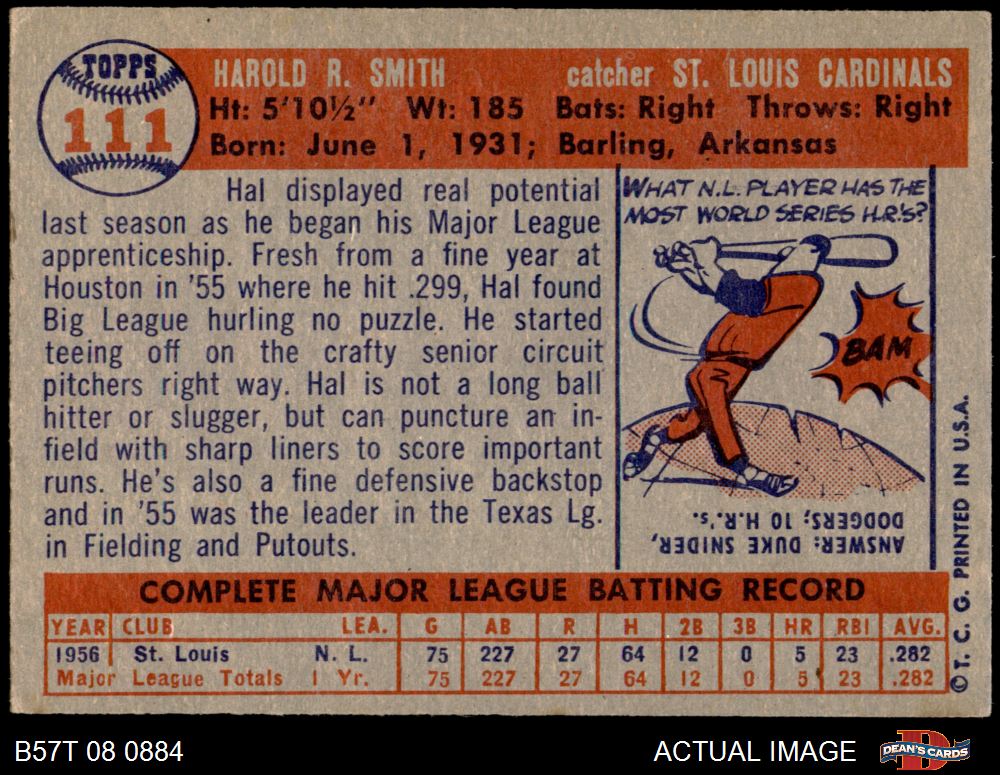 TOPPS
111
HAROLD R. SMITH catcher ST. LOUIS CARDINALS
Ht: 5'10½" Wt: 185 Bats: Right Throws: Right
Born: June 1, 1931; Barling, Arkansas
Hal displayed real potential
last season as he began his Major League
apprenticeship. Fresh from a fine year at
Houston in '55 where he hit .299, Hal found
Big League hurling no puzzle. He started
teeing off on the crafty senior circuit
pitchers right way. Hal is not a long ball
hitter or slugger, but can puncture an in-
field with sharp liners to score important
runs. He's also a fine defensive backstop
and in '55 was the leader in the Texas Lg.
in Fielding and Putouts.
WHAT N.L. PLAYER HAS THE
MOST WORLD SERIES H.R.'S?
BAM
ANSWER: DUKE SNIDER,
DODGERS; 10 H.R.'s.
COMPLETE MAJOR LEAGUE BATTING RECORD
YEAR CLUB LEA. G AB R H 2B 3B HR RBI AVG.
1956 St. Louis N. L. 75 227 27 64 12 0 5 23 .282
Major League Totals 1 Yr. 75 227 27 64 12 0 5 23 .282
© T. C. G. PRINTED IN U.S.A.
B57T 08 0884 ACTUAL IMAGE DEAN'S CARDS